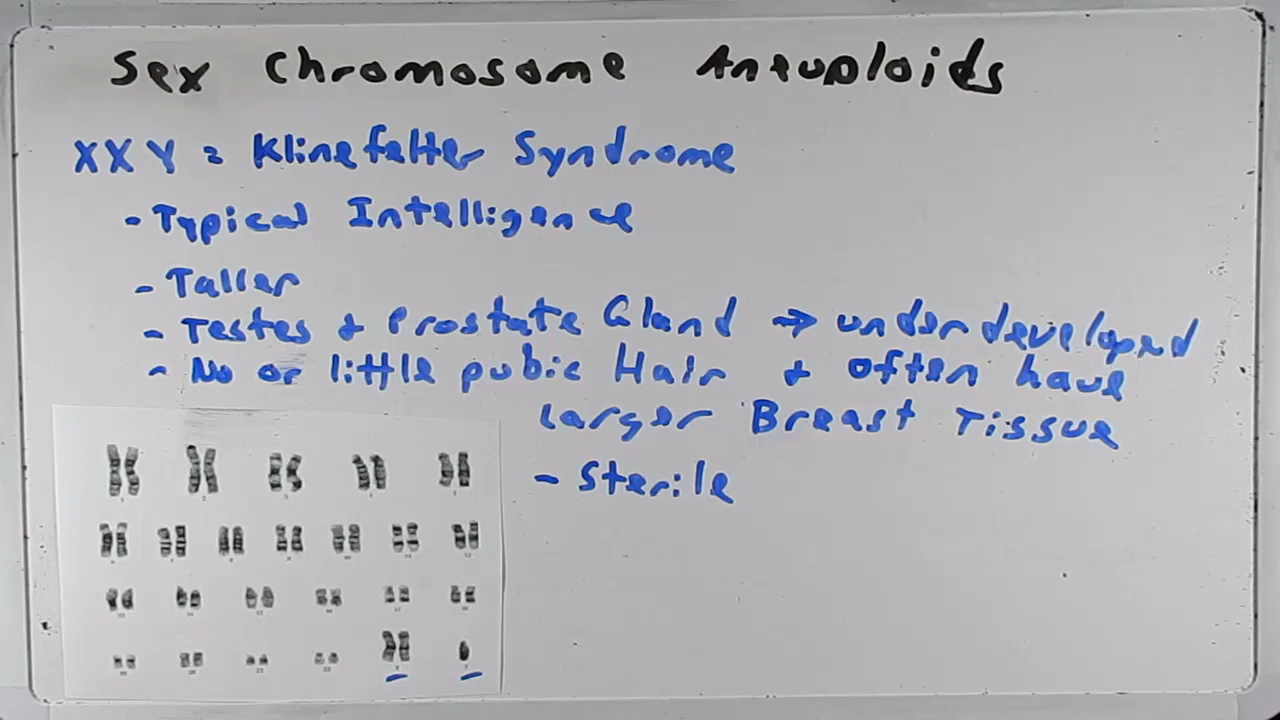 Sex Chromosome Aneuploids
XXY = Klinefelter Syndrome
- Typical Intelligence
- Taller
- Testes + Prostate Gland → underdeveloped
- No or little pubic Hair + often have
larger Breast Tissue
- Sterile